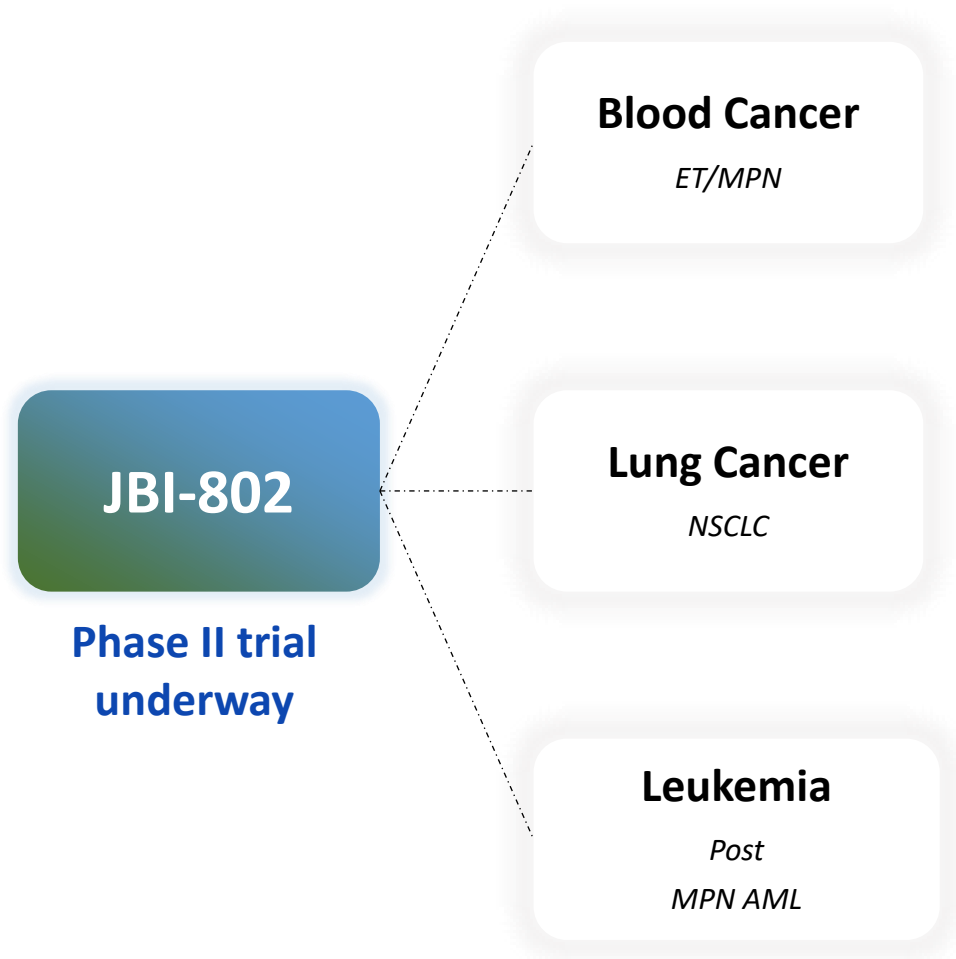 Blood Cancer
ET/MPN
Lung Cancer
NSCLC
JBI-802
Phase II trial
underway
Leukemia
Post
MPN AML